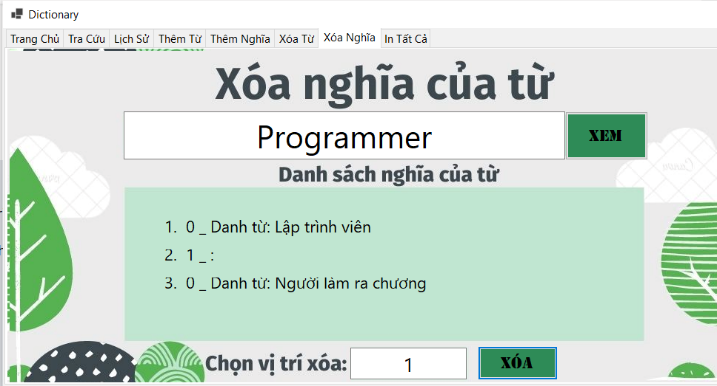 Dictionary
Trang Chủ Tra Cứu Lịch Sử Thêm Từ Thêm Nghĩa Xóa Từ Xóa Nghĩa In Tất Cả
Xóa nghĩa của từ
Programmer XEM
Danh sách nghĩa của từ
1. 0 _ Danh từ: Lập trình viên
2. 1 _ :
3. 0 _ Danh từ: Người lám ra chương
Chọn vị trí xóa: 1 XÓA